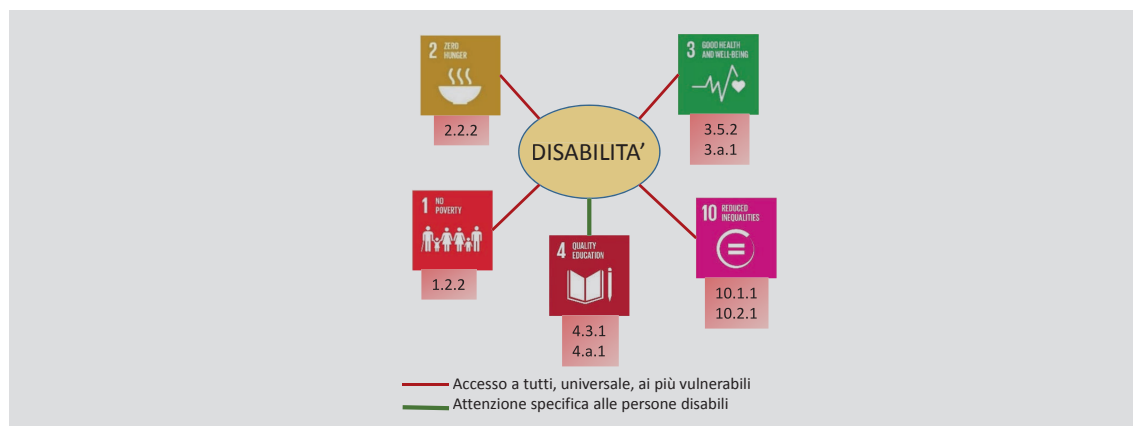 2 ZERO
HUNGER
2.2.2
3 GOOD HEALTH
AND WELL-BEING
3.5.2
3.a.1
DISABILITA’
1 NO
POVERTY
1.2.2
4 QUALITY
EDUCATION
4.3.1
4.a.1
10 REDUCED
INEQUALITIES
10.1.1
10.2.1
Accesso a tutti, universale, ai più vulnerabili
Attenzione specifica alle persone disabili